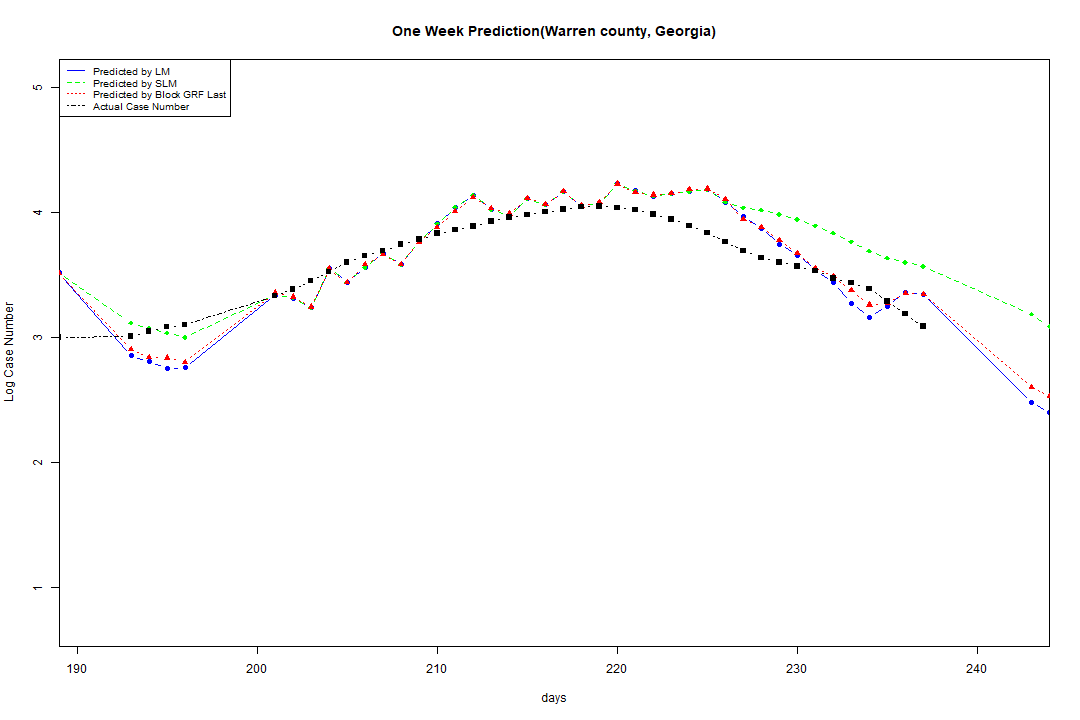 One Week Prediction(Warren county, Georgia)
Predicted by LM
Predicted by SLM
Predicted by Block GRF Last
Actual Case Number
5
4
3
2
1
Log Case Number
190 200 210 220 230 240
days